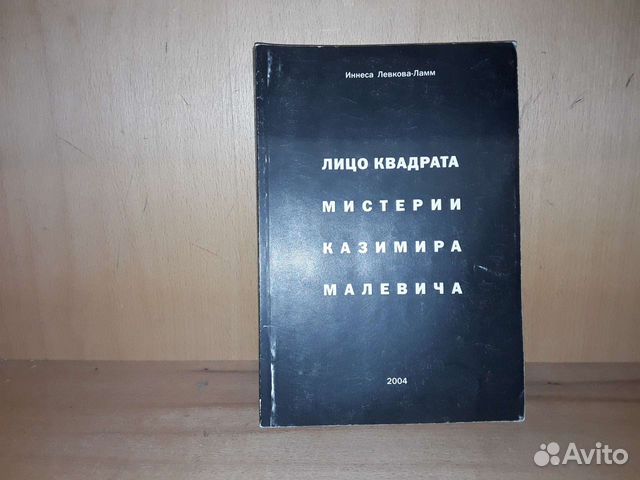 Иннеса Левкова-Ламм
ЛИЦО КВАДРАТА
МИСТЕРИИ
КАЗИМИРА
МАЛЕВИЧА
2004
Avito